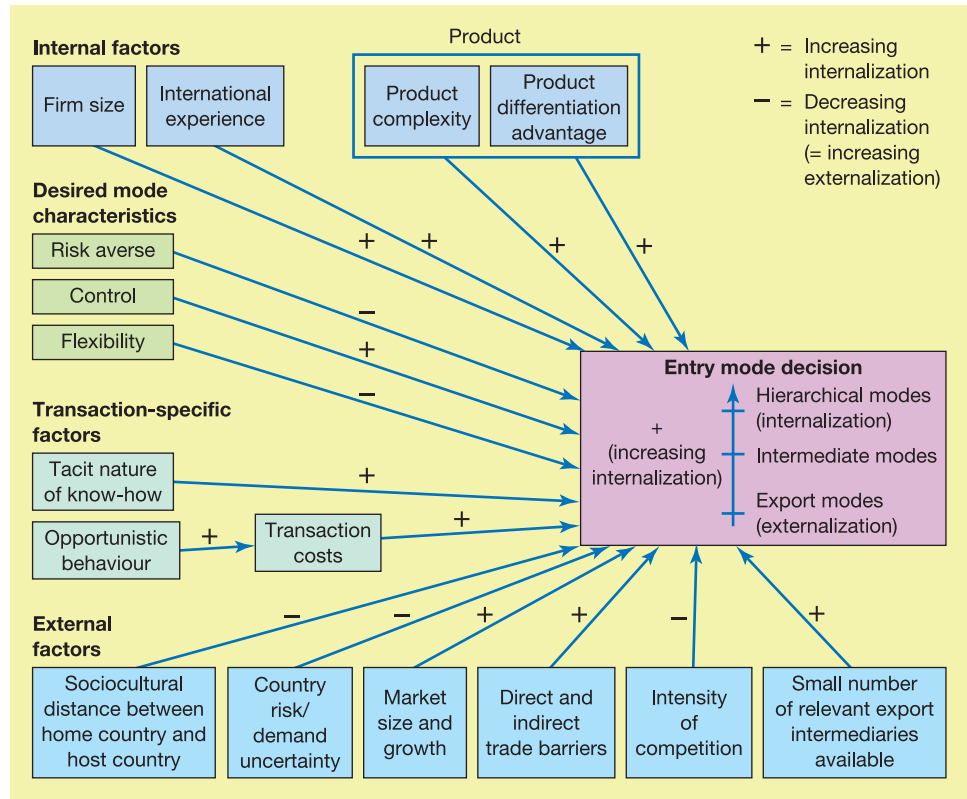 Internal factors
Firm size
International
experience
Product
Product
complexity
Product
differentiation
advantage
+ = Increasing
internalization
− = Decreasing
internalization
(= increasing
externalization)
Desired mode
characteristics
Risk averse
Control
Flexibility
+
+
+
+
−
+
−
Entry mode decision
+
(increasing
internalization)
Hierarchical modes
(internalization)
Intermediate modes
Export modes
(externalization)
Transaction-specific
factors
Tacit nature
of know-how
+
Opportunistic
behaviour
+
Transaction
costs
+
External
factors
−
−
+
+
−
+
Sociocultural
distance between
home country and
host country
Country
risk/
demand
uncertainty
Market
size and
growth
Direct and
indirect
trade barriers
Intensity
of
competition
Small number
of relevant export
intermediaries
available